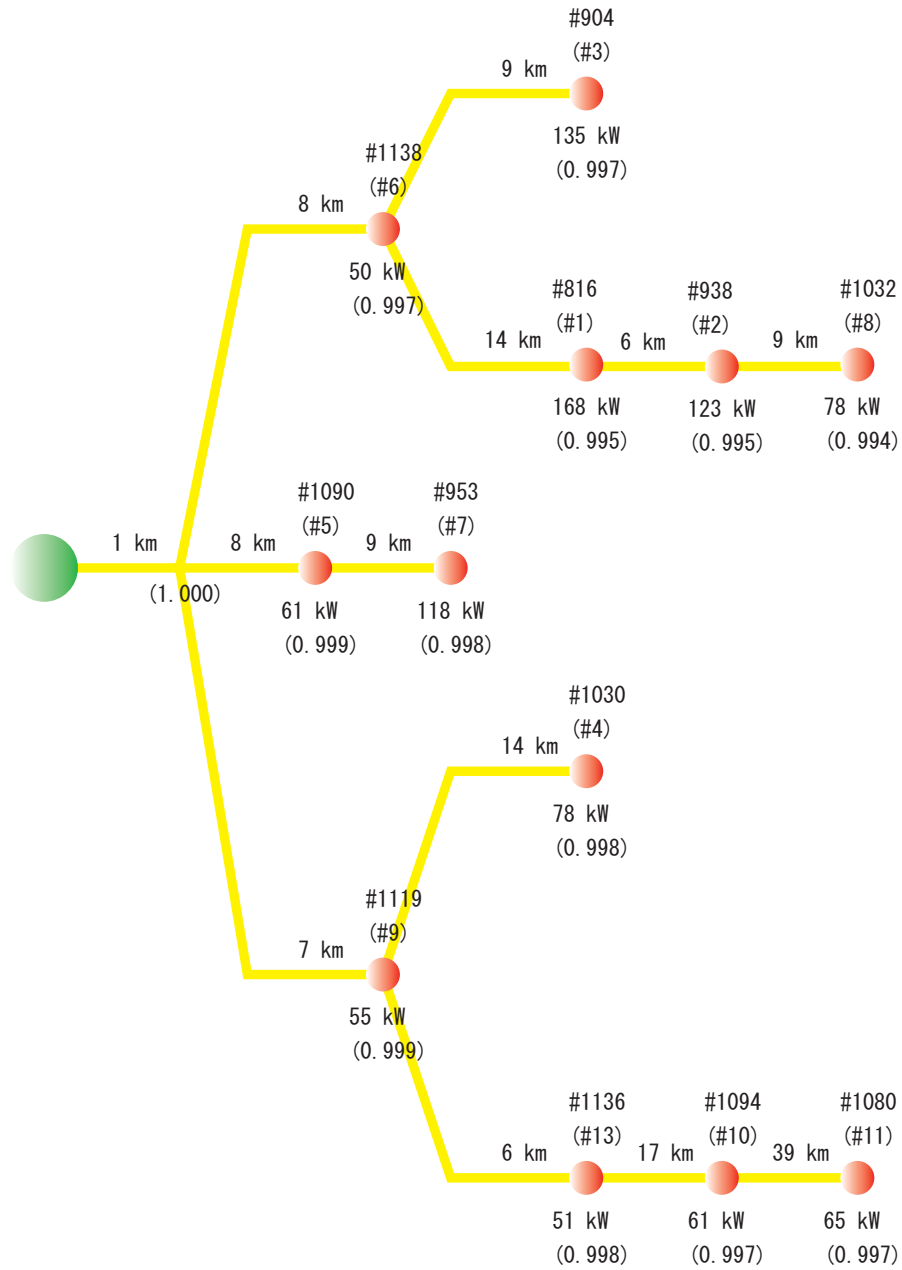 #904
(#3)
9 km
135 kW
(0.997)
#1138
(#6)
8 km
50 kW
(0.997)
#816
(#1)
14 km
168 kW
(0.995)
#938
(#2)
6 km
123 kW
(0.995)
#1032
(#8)
9 km
78 kW
(0.994)
1 km
(1.000)
#1090
(#5)
8 km
61 kW
(0.999)
#953
(#7)
9 km
118 kW
(0.998)
#1030
(#4)
14 km
78 kW
(0.998)
#1119
(#9)
7 km
55 kW
(0.999)
#1136
(#13)
6 km
51 kW
(0.998)
#1094
(#10)
17 km
61 kW
(0.997)
#1080
(#11)
39 km
65 kW
(0.997)